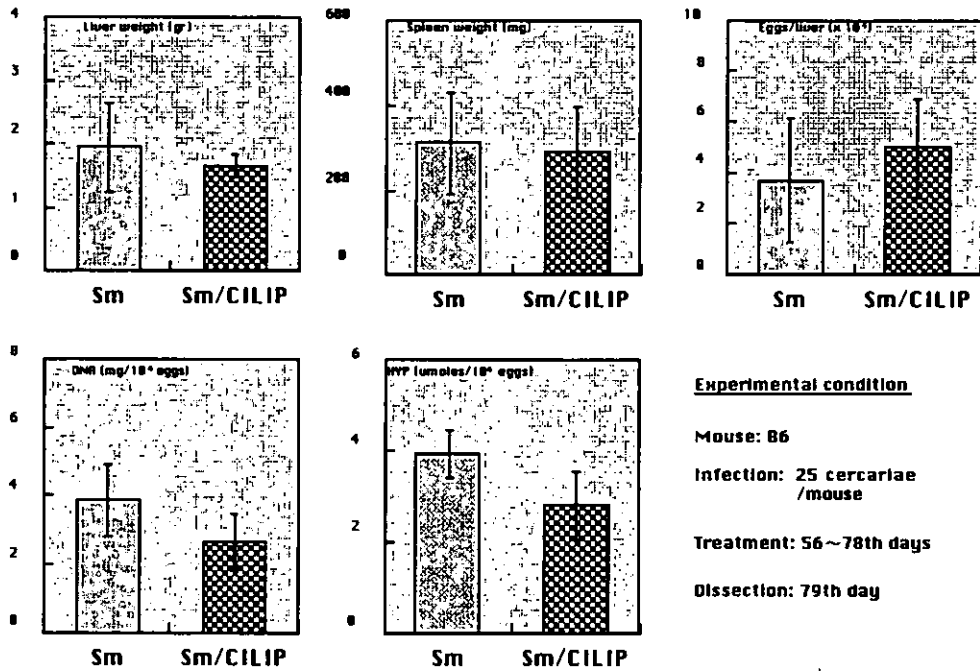 4
3
2
1
0
Liver weight (gr)
Sm Sm/CILIP
600
400
200
0
Spleen weight (mg)
Sm Sm/CILIP
10
8
6
4
2
0
Eggs/liver (x 10⁴)
Sm Sm/CILIP
8
6
4
2
0
DNA (mg/10⁴ eggs)
Sm Sm/CILIP
6
4
2
0
HYP (umoles/10⁴ eggs)
Sm Sm/CILIP
Experimental condition
Mouse: B6
Infection: 25 cercariae
/mouse
Treatment: 56~78th days
Dissection: 79th day